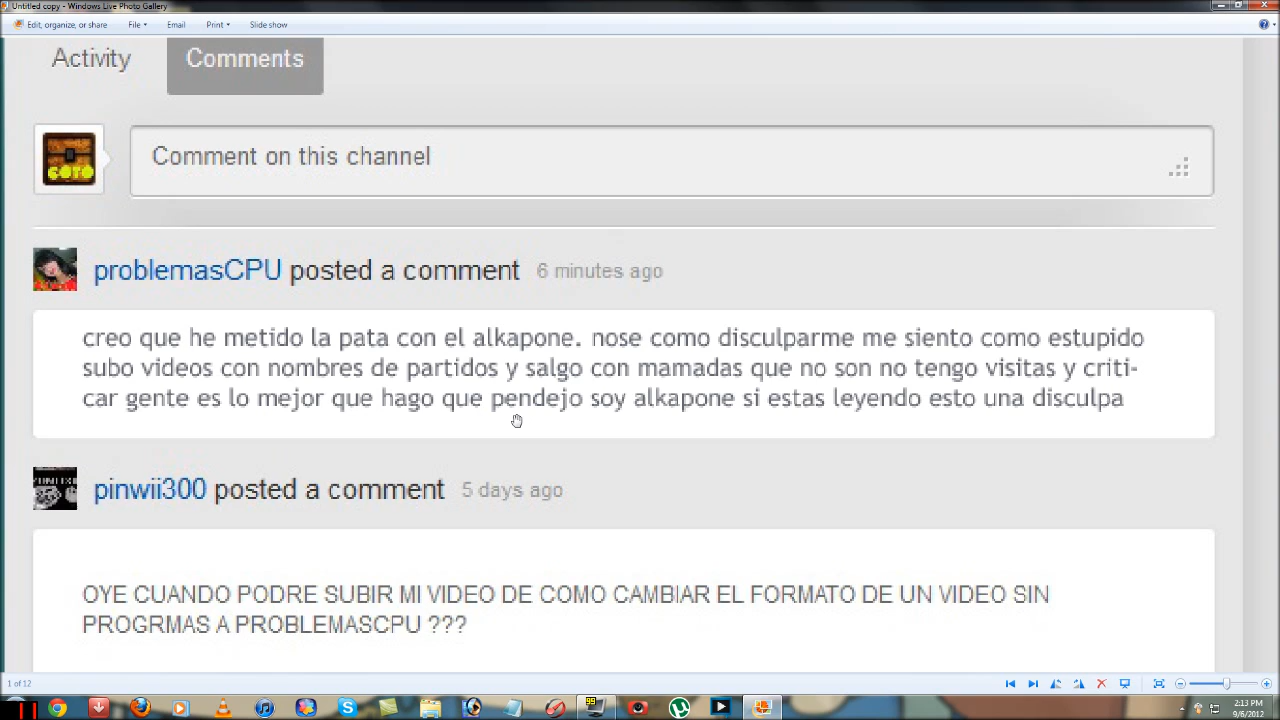 Untitled copy - Windows Live Photo Gallery
Edit, organize, or share File Email Print Slide show
Activity Comments
Comment on this channel
problemasCPU posted a comment 6 minutes ago
creo que he metido la pata con el alkapone. nose como disculparme me siento como estupido
subo videos con nombres de partidos y salgo con mamadas que no son no tengo visitas y criti-
car gente es lo mejor que hago que pendejo soy alkapone si estas leyendo esto una disculpa
pinwii300 posted a comment 5 days ago
OYE CUANDO PODRE SUBIR MI VIDEO DE COMO CAMBIAR EL FORMATO DE UN VIDEO SIN
PROGRMAS A PROBLEMASCPU ???
1 of 12
2:13 PM
9/6/2012